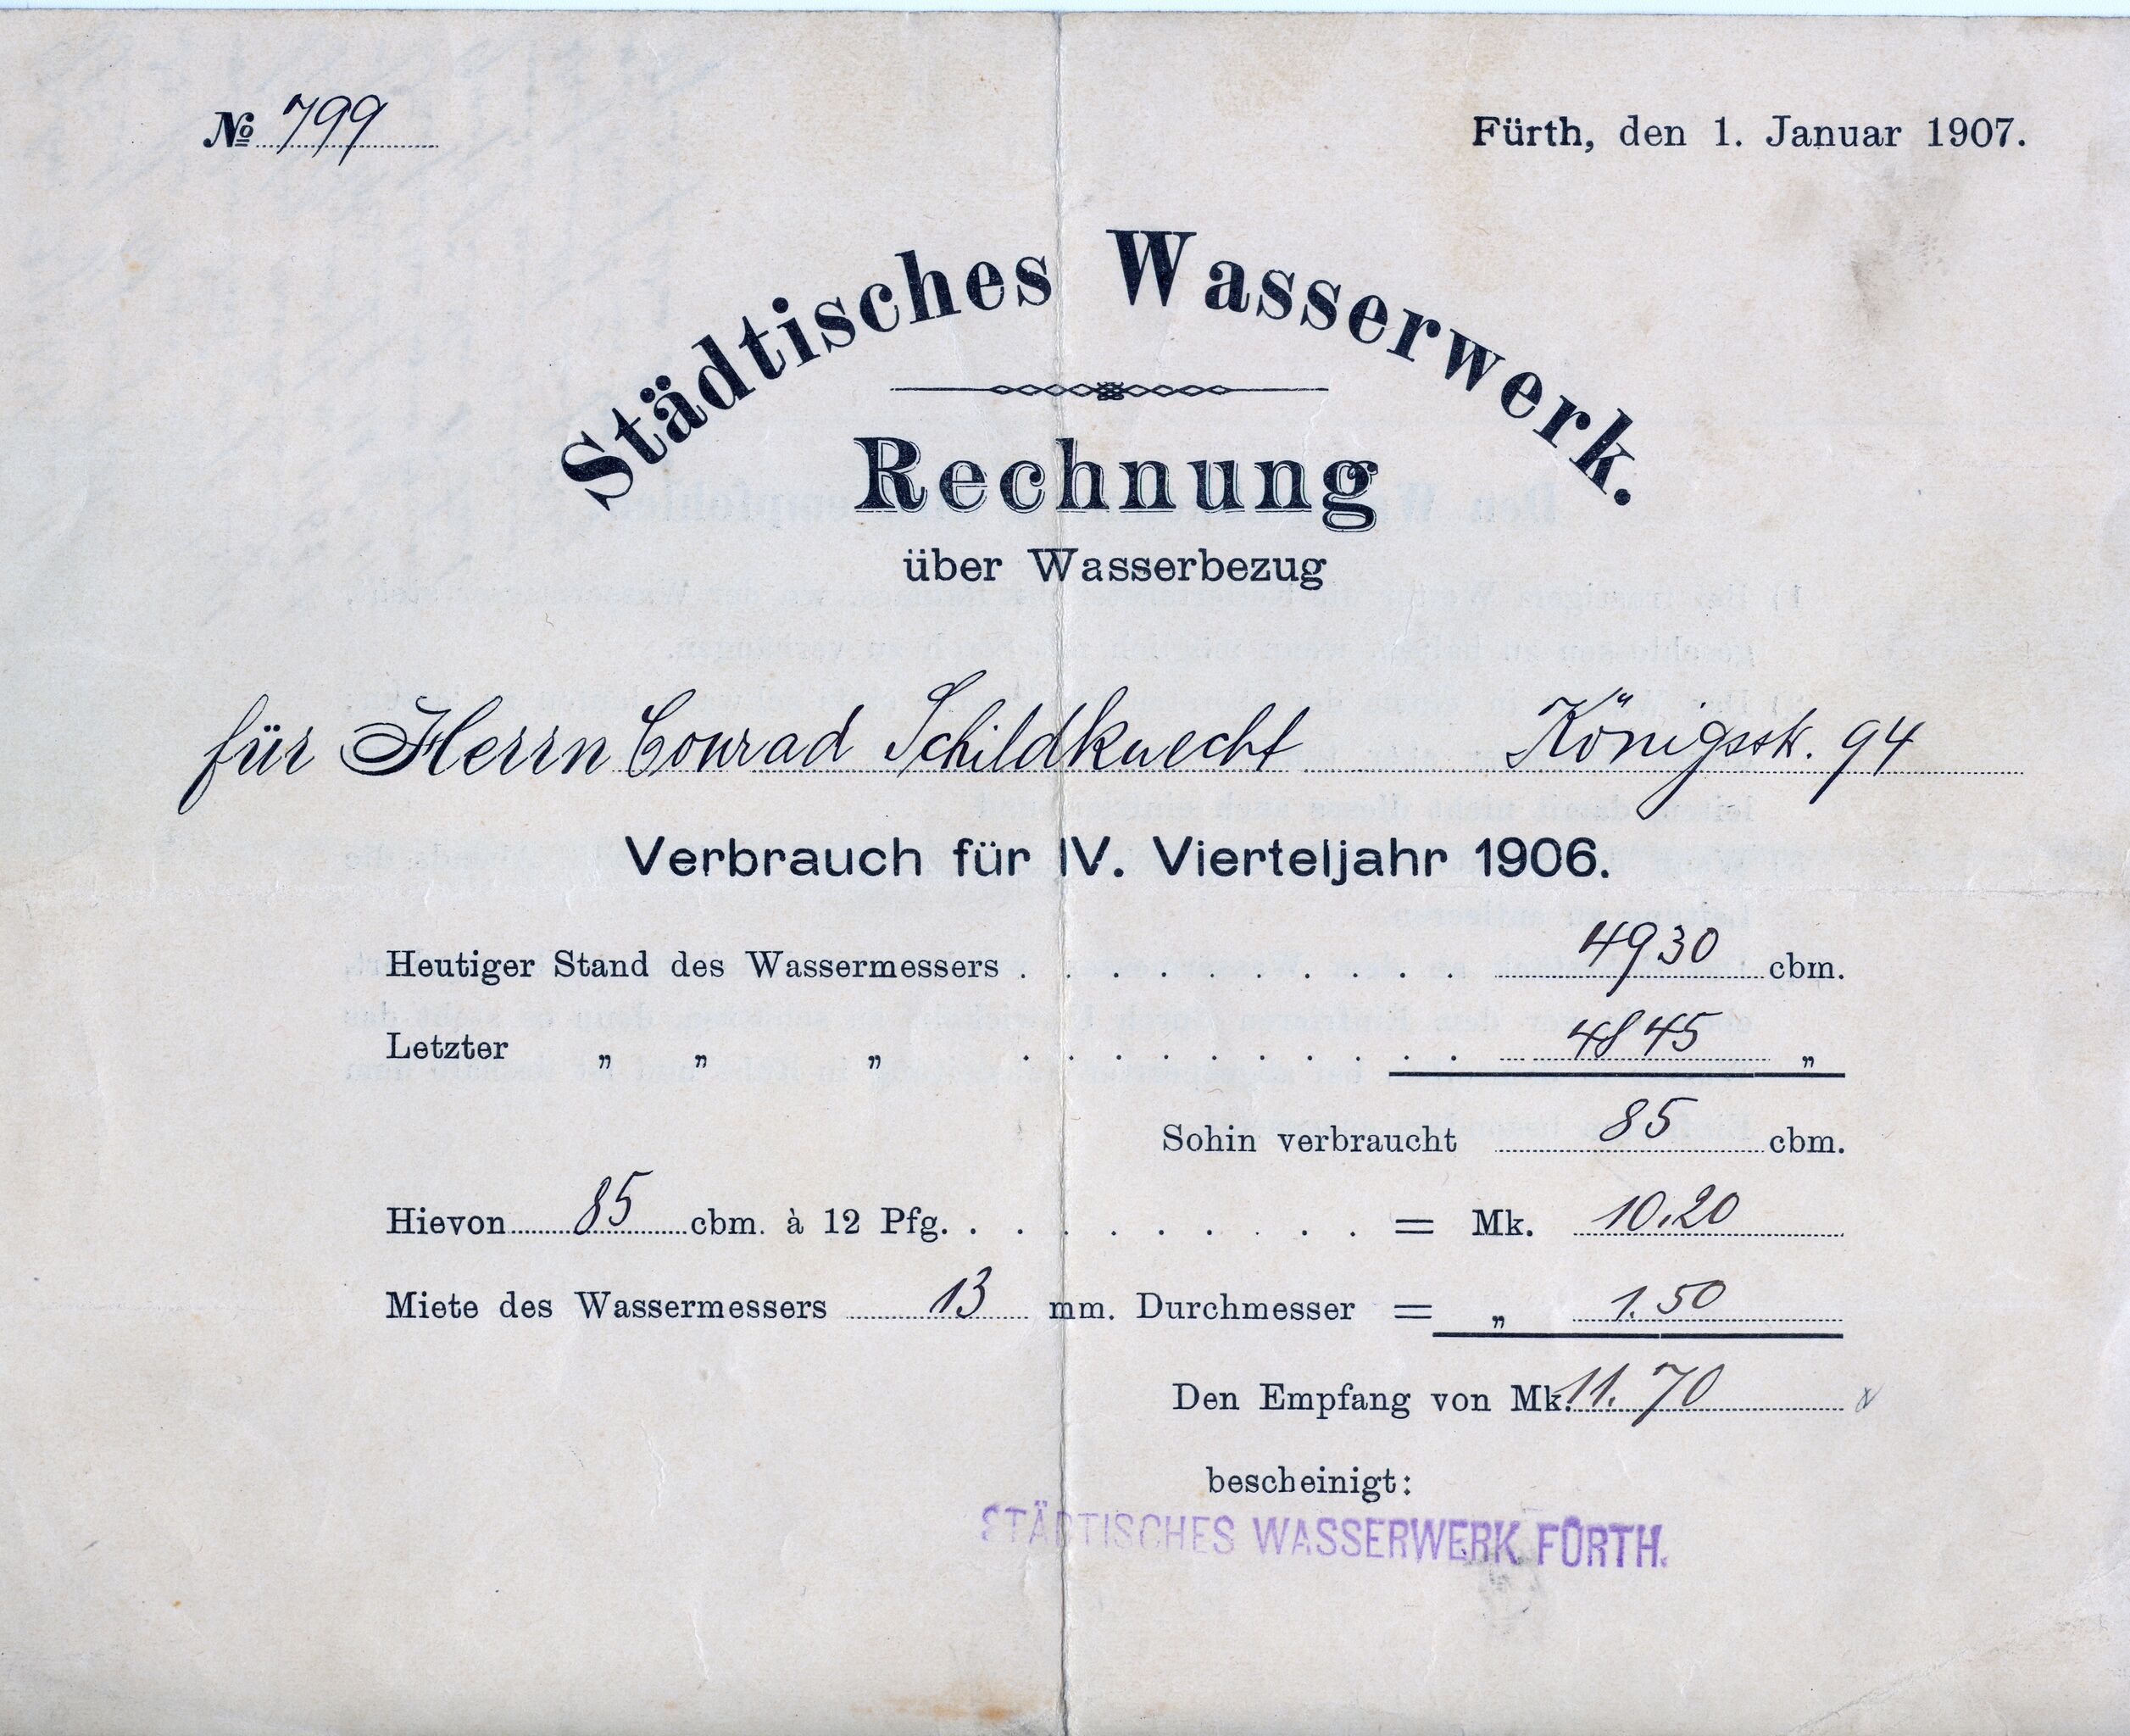 № 799
Fürth, den 1. Januar 1907.
Städtisches Wasserwerk.
Rechnung
über Wasserbezug
für Herrn Conrad Schildknecht Königsstr. 94
Verbrauch für IV. Vierteljahr 1906.
Heutiger Stand des Wassermessers . . . . . . . . . . 4930 cbm.
Letzter „ „ „ . . . . . . . . . . 4845 „
Sohin verbraucht 85 cbm.
Hievon 85 cbm. à 12 Pfg. . . . . . . . . . = Mk. 10,20
Miete des Wassermessers 13 mm. Durchmesser = „ 1.50
Den Empfang von Mk. 11.70
bescheinigt:
STÄDTISCHES WASSERWERK FÜRTH.